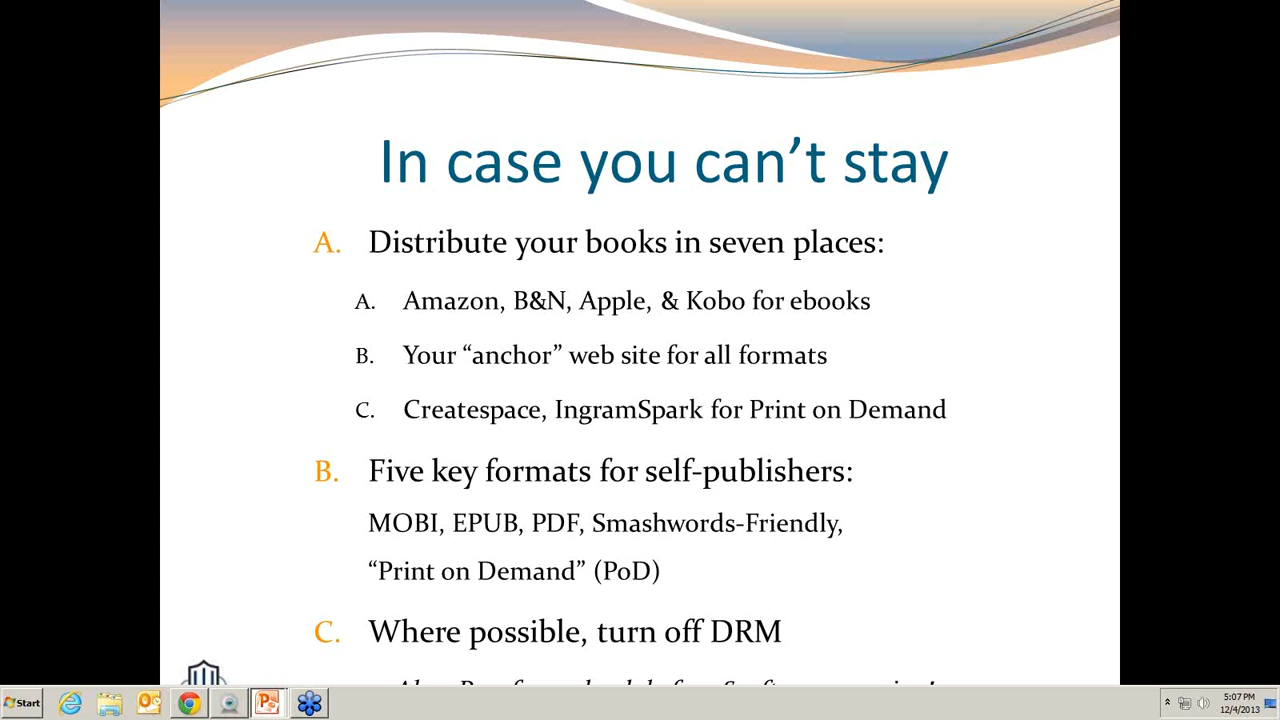 In case you can’t stay
A. Distribute your books in seven places:
A. Amazon, B&N, Apple, & Kobo for ebooks
B. Your “anchor” web site for all formats
C. Createspace, IngramSpark for Print on Demand
B. Five key formats for self-publishers:
MOBI, EPUB, PDF, Smashwords-Friendly,
“Print on Demand” (PoD)
C. Where possible, turn off DRM
Start
5:07 PM
12/4/2013